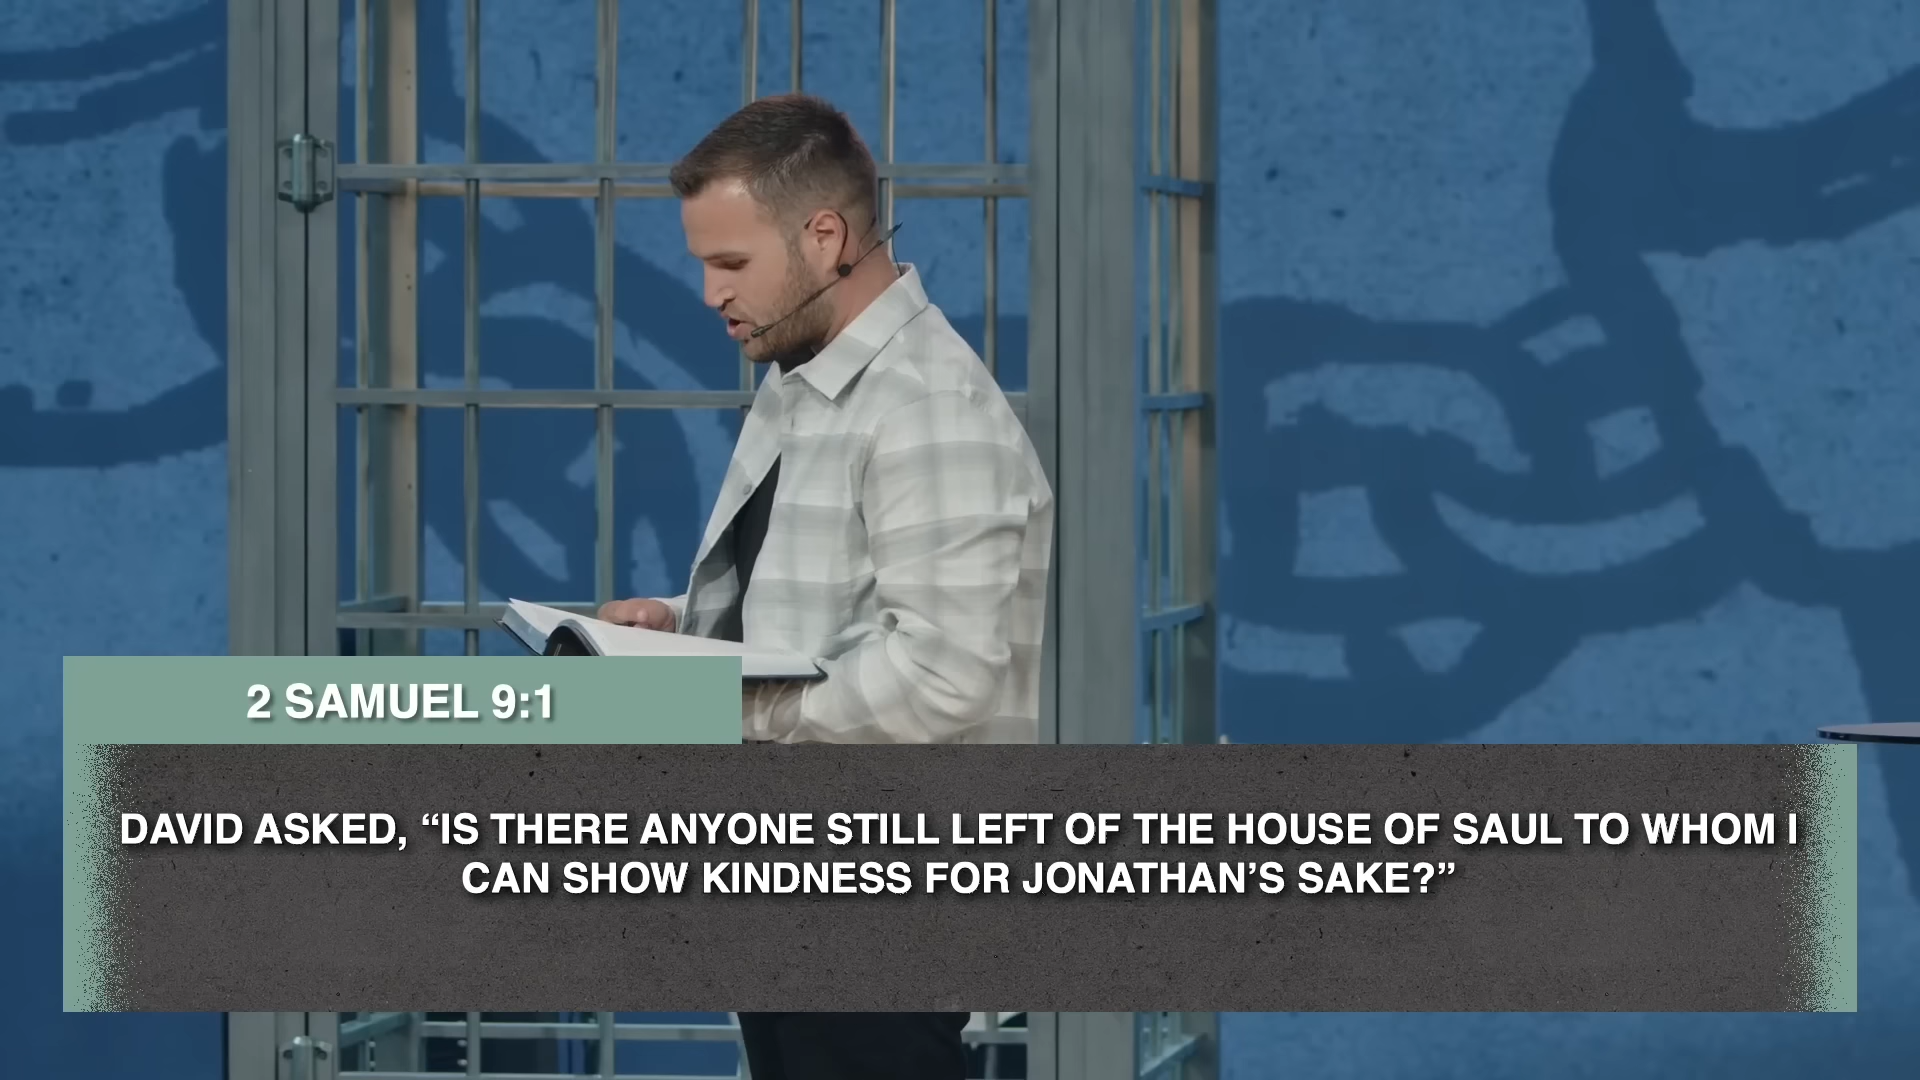 2 SAMUEL 9:1
DAVID ASKED, “IS THERE ANYONE STILL LEFT OF THE HOUSE OF SAUL TO WHOM I
CAN SHOW KINDNESS FOR JONATHAN’S SAKE?”